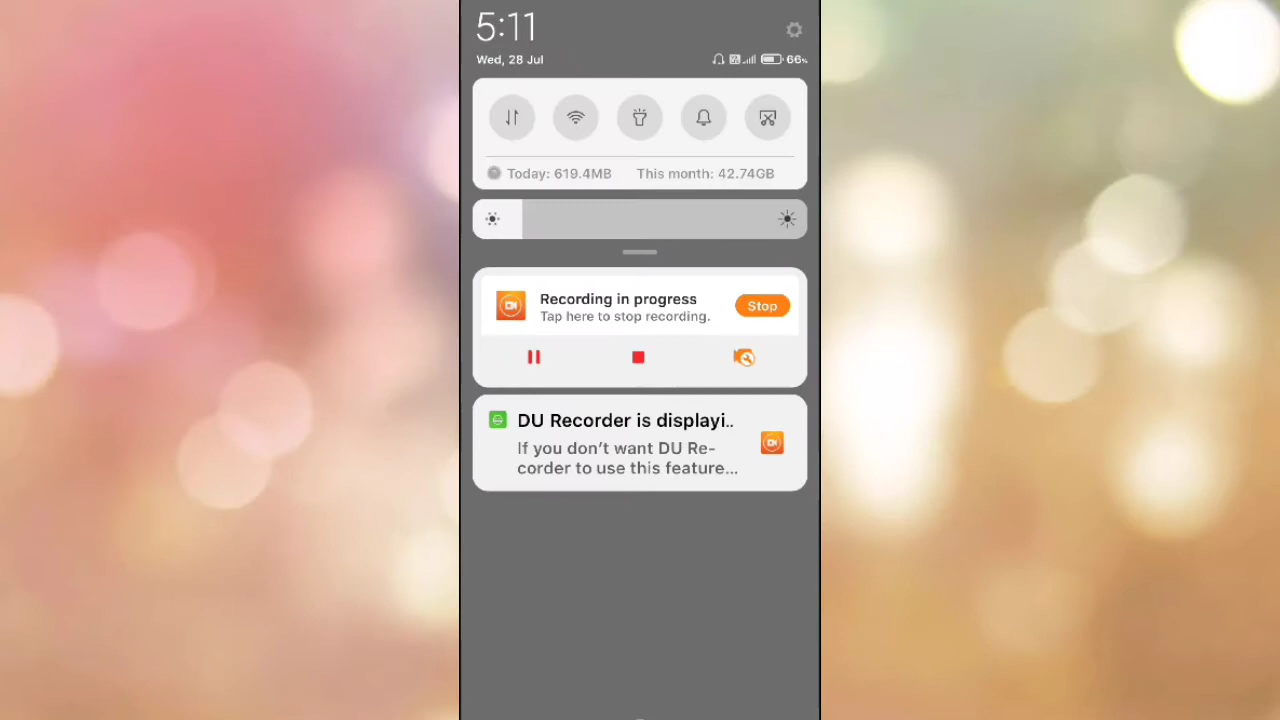 5:11
Wed, 28 Jul
66%
Today: 619.4MB This month: 42.74GB
Recording in progress
Stop
Tap here to stop recording.
DU Recorder is displayi..
If you don't want DU Re-
corder to use this feature...